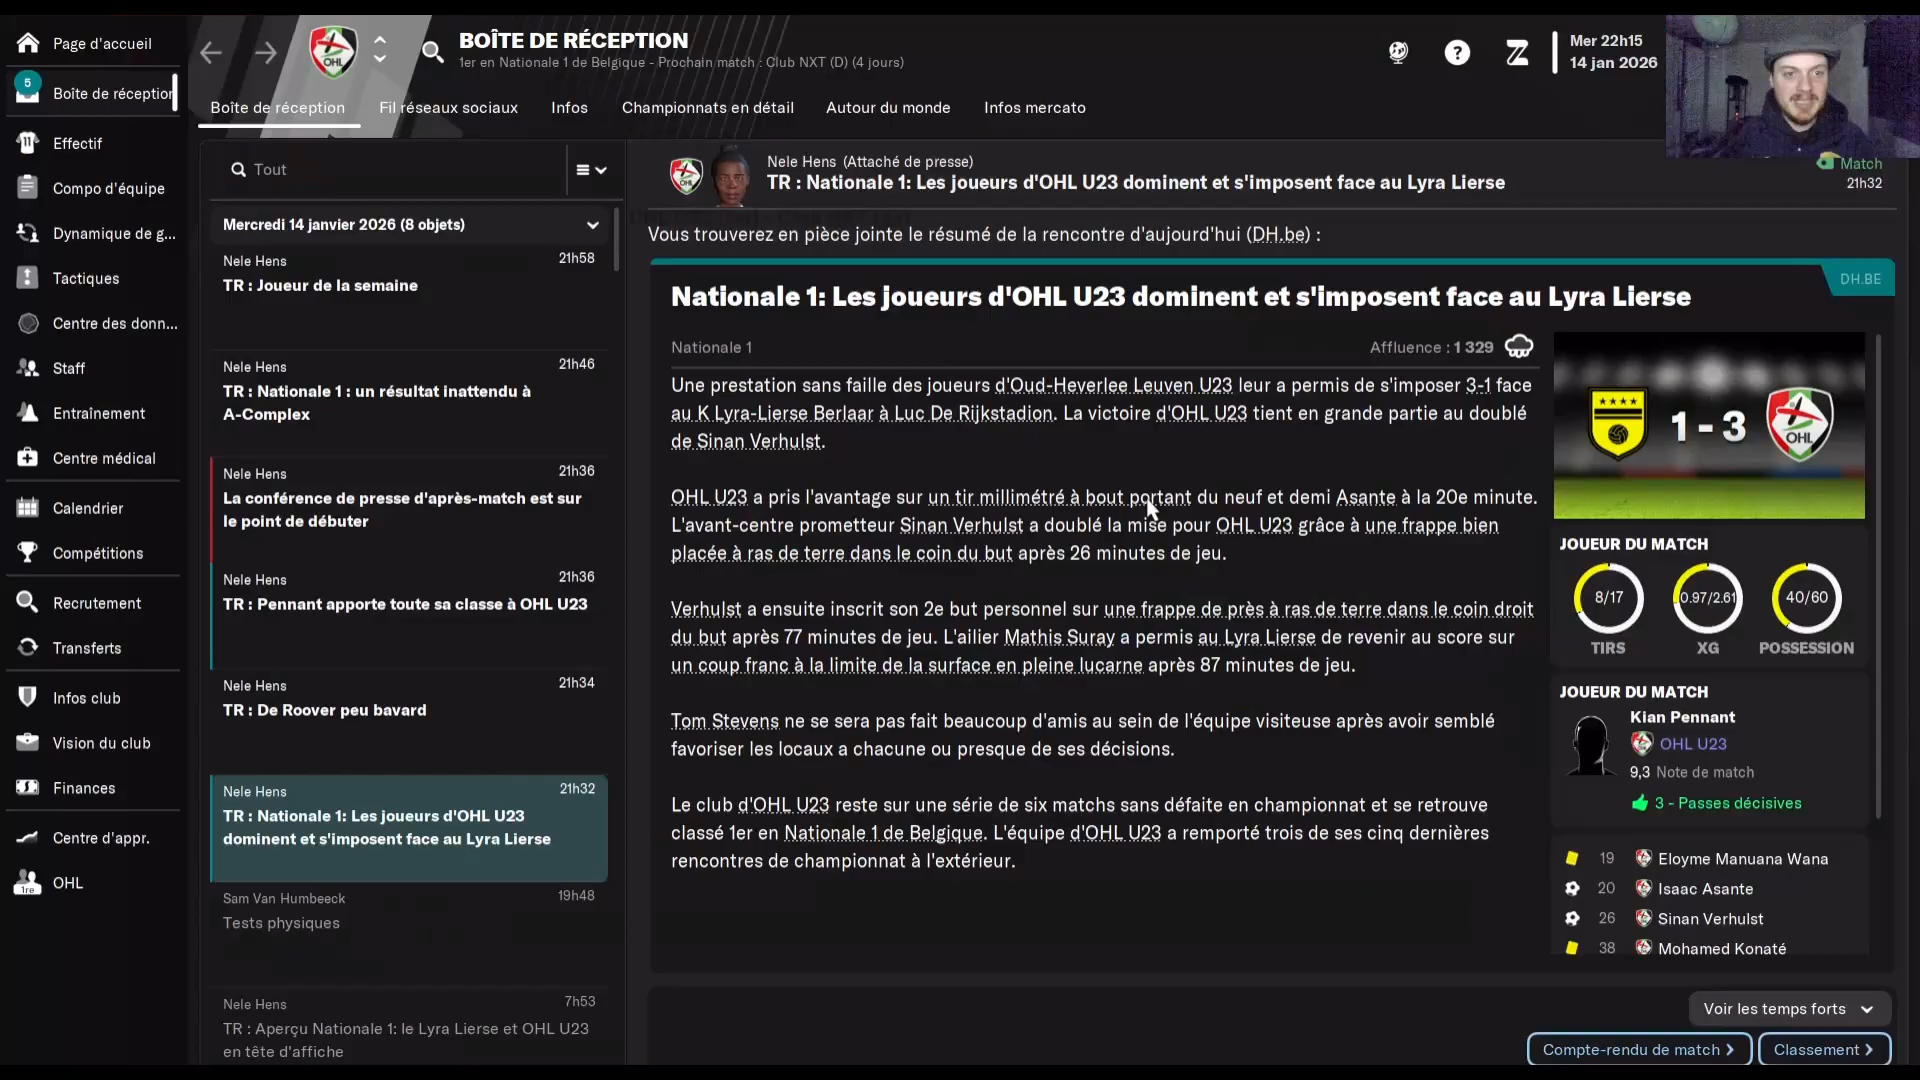 Page d'accueil
5
Boîte de réception
Effectif
Compo d'équipe
Dynamique de g...
Tactiques
Centre des donn...
Staff
Entraînement
Centre médical
Calendrier
Compétitions
Recrutement
Transferts
Infos club
Vision du club
Finances
Centre d'appr.
1re
OHL
OHL
BOÎTE DE RÉCEPTION
1er en Nationale 1 de Belgique - Prochain match : Club NXT (D) (4 jours)
Mer 22h15
14 jan 2026
Boîte de réception
Fil réseaux sociaux
Infos
Championnats en détail
Autour du monde
Infos mercato
Tout
Mercredi 14 janvier 2026 (8 objets)
Nele Hens 21h58
TR : Joueur de la semaine
Nele Hens 21h46
TR : Nationale 1 : un résultat inattendu à
A-Complex
Nele Hens 21h36
La conférence de presse d'après-match est sur
le point de débuter
Nele Hens 21h36
TR : Pennant apporte toute sa classe à OHL U23
Nele Hens 21h34
TR : De Roover peu bavard
Nele Hens 21h32
TR : Nationale 1: Les joueurs d'OHL U23
dominent et s'imposent face au Lyra Lierse
Sam Van Humbeeck 19h48
Tests physiques
Nele Hens 7h53
TR : Aperçu Nationale 1: le Lyra Lierse et OHL U23
en tête d'affiche
Nele Hens (Attaché de presse)
TR : Nationale 1: Les joueurs d'OHL U23 dominent et s'imposent face au Lyra Lierse
Match
21h32
Vous trouverez en pièce jointe le résumé de la rencontre d'aujourd'hui (DH.be) :
DH.BE
Nationale 1: Les joueurs d'OHL U23 dominent et s'imposent face au Lyra Lierse
Nationale 1
Affluence : 1 329
Une prestation sans faille des joueurs d'Oud-Heverlee Leuven U23 leur a permis de s'imposer 3-1 face
au K Lyra-Lierse Berlaar à Luc De Rijkstadion. La victoire d'OHL U23 tient en grande partie au doublé
de Sinan Verhulst.
OHL U23 a pris l'avantage sur un tir millimétré à bout portant du neuf et demi Asante à la 20e minute.
L'avant-centre prometteur Sinan Verhulst a doublé la mise pour OHL U23 grâce à une frappe bien
placée à ras de terre dans le coin du but après 26 minutes de jeu.
Verhulst a ensuite inscrit son 2e but personnel sur une frappe de près à ras de terre dans le coin droit
du but après 77 minutes de jeu. L'ailier Mathis Suray a permis au Lyra Lierse de revenir au score sur
un coup franc à la limite de la surface en pleine lucarne après 87 minutes de jeu.
Tom Stevens ne se sera pas fait beaucoup d'amis au sein de l'équipe visiteuse après avoir semblé
favoriser les locaux a chacune ou presque de ses décisions.
Le club d'OHL U23 reste sur une série de six matchs sans défaite en championnat et se retrouve
classé 1er en Nationale 1 de Belgique. L'équipe d'OHL U23 a remporté trois de ses cinq dernières
rencontres de championnat à l'extérieur.
1 - 3
OHL
JOUEUR DU MATCH
8/17
0.97/2.61
40/60
TIRS
XG
POSSESSION
JOUEUR DU MATCH
Kian Pennant
OHL U23
9,3 Note de match
3 - Passes décisives
19 Eloyme Manuana Wana
20 Isaac Asante
26 Sinan Verhulst
38 Mohamed Konaté
Voir les temps forts
Compte-rendu de match
Classement